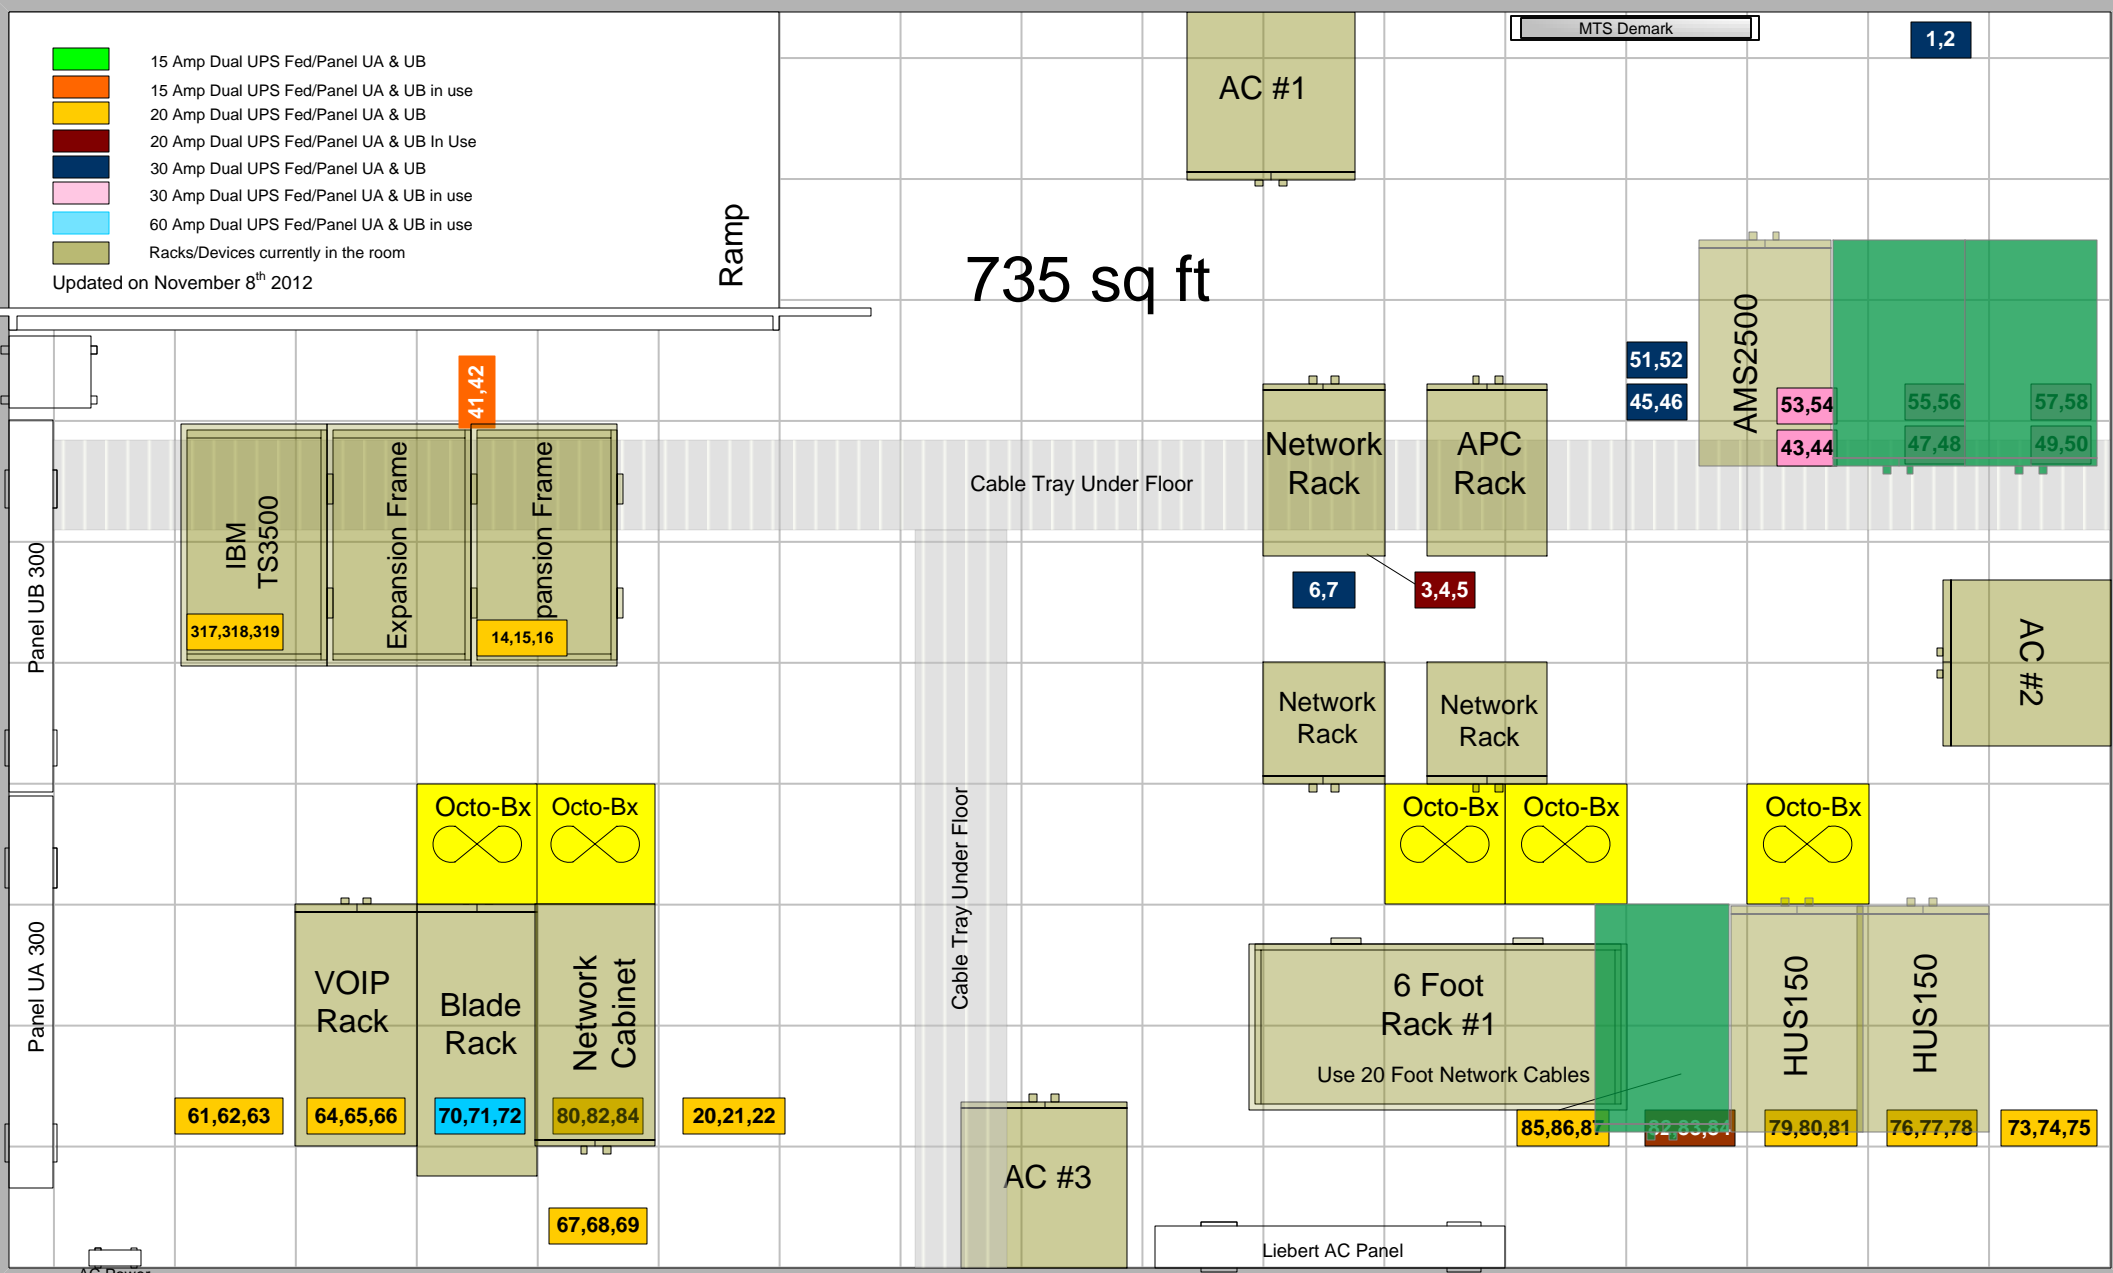 15 Amp Dual UPS Fed/Panel UA & UB
15 Amp Dual UPS Fed/Panel UA & UB in use
20 Amp Dual UPS Fed/Panel UA & UB
20 Amp Dual UPS Fed/Panel UA & UB In Use
30 Amp Dual UPS Fed/Panel UA & UB
30 Amp Dual UPS Fed/Panel UA & UB in use
60 Amp Dual UPS Fed/Panel UA & UB in use
Racks/Devices currently in the room
Updated on November 8th 2012
Ramp
AC #1
MTS Demark
1,2
735 sq ft
AMS2500
51,52
45,46
53,54
43,44
55,56
47,48
57,58
49,50
41,42
IBM
TS3500
317,318,319
Expansion Frame
pansion Frame
14,15,16
Cable Tray Under Floor
Network
Rack
APC
Rack
6,7
3,4,5
Panel UB 300
AC #2
Network
Rack
Network
Rack
Octo-Bx
Octo-Bx
Octo-Bx
Octo-Bx
Octo-Bx
Cable Tray Under Floor
Panel UA 300
VOIP
Rack
Blade
Rack
Network
Cabinet
6 Foot
Rack #1
Use 20 Foot Network Cables
HUS150
HUS150
61,62,63
64,65,66
70,71,72
80,82,84
20,21,22
85,86,87
82,83,84
79,80,81
76,77,78
73,74,75
AC #3
67,68,69
Liebert AC Panel
AC Power